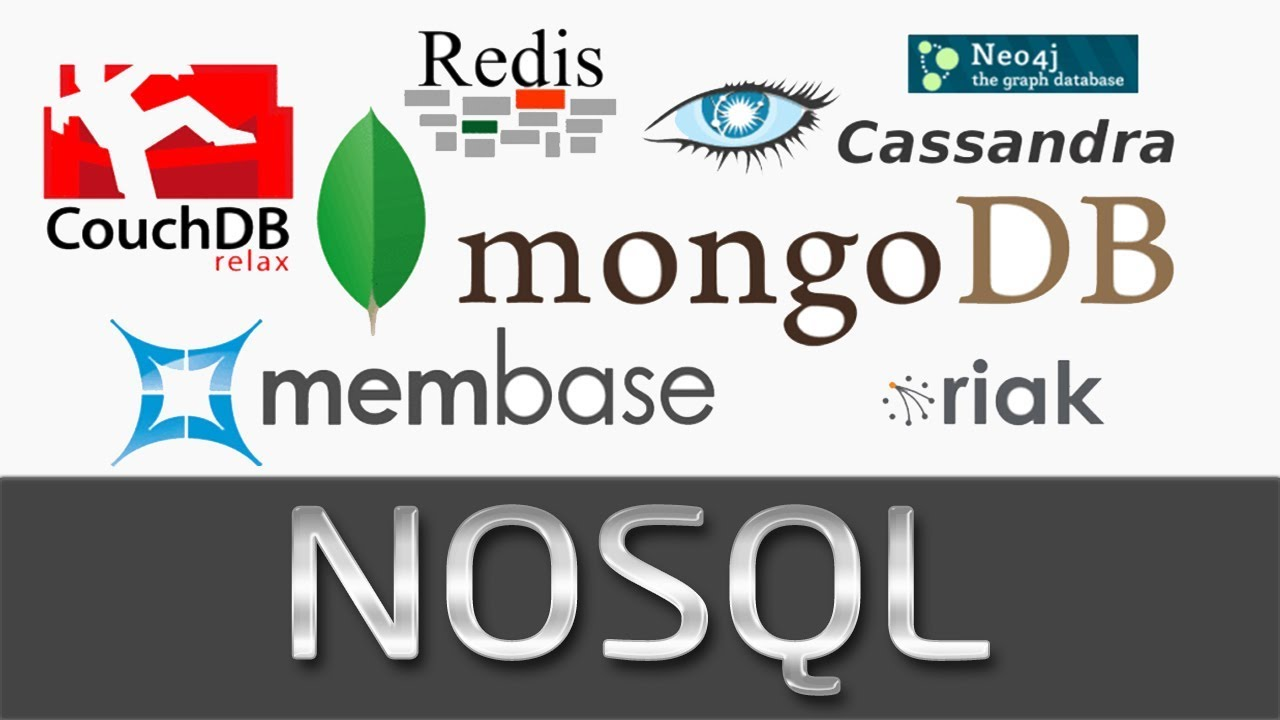 Redis
Neo4j
the graph database
Cassandra
CouchDB
relax
mongoDB
membase
riak
NOSQL